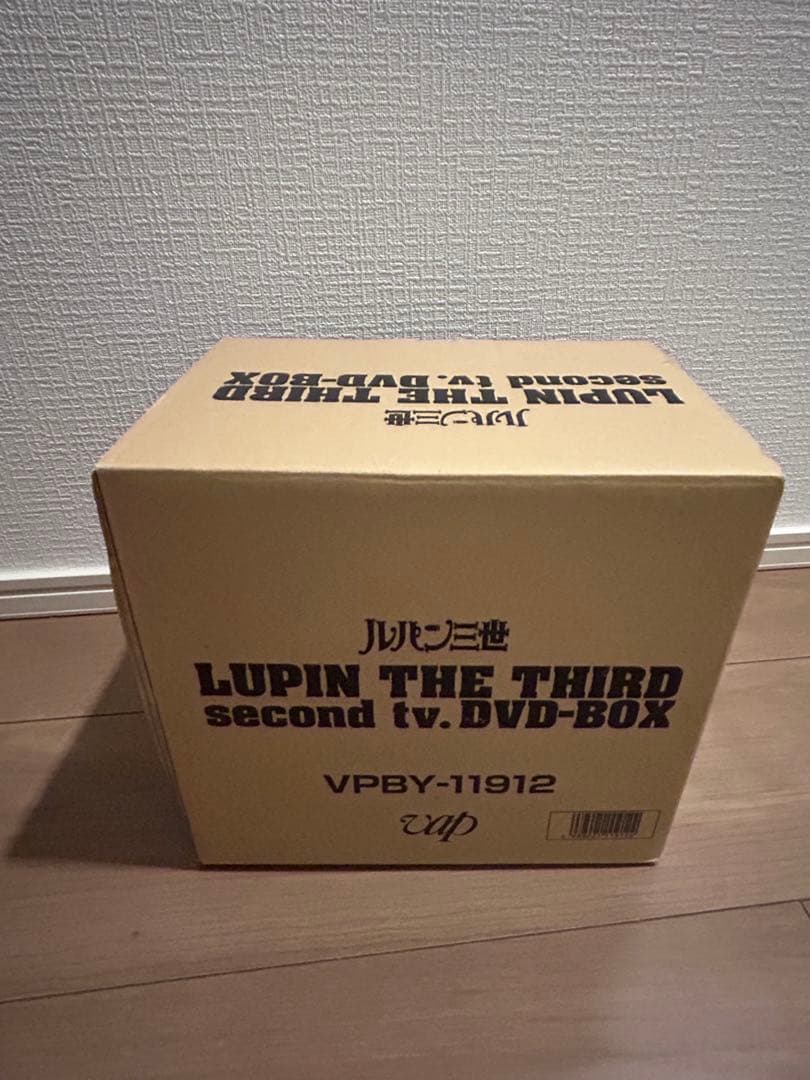 ルパン三世
LUPIN THE THIRD
second tv. DVD-BOX
ルパン三世
LUPIN THE THIRD
second tv. DVD-BOX
VPBY-11912
vap